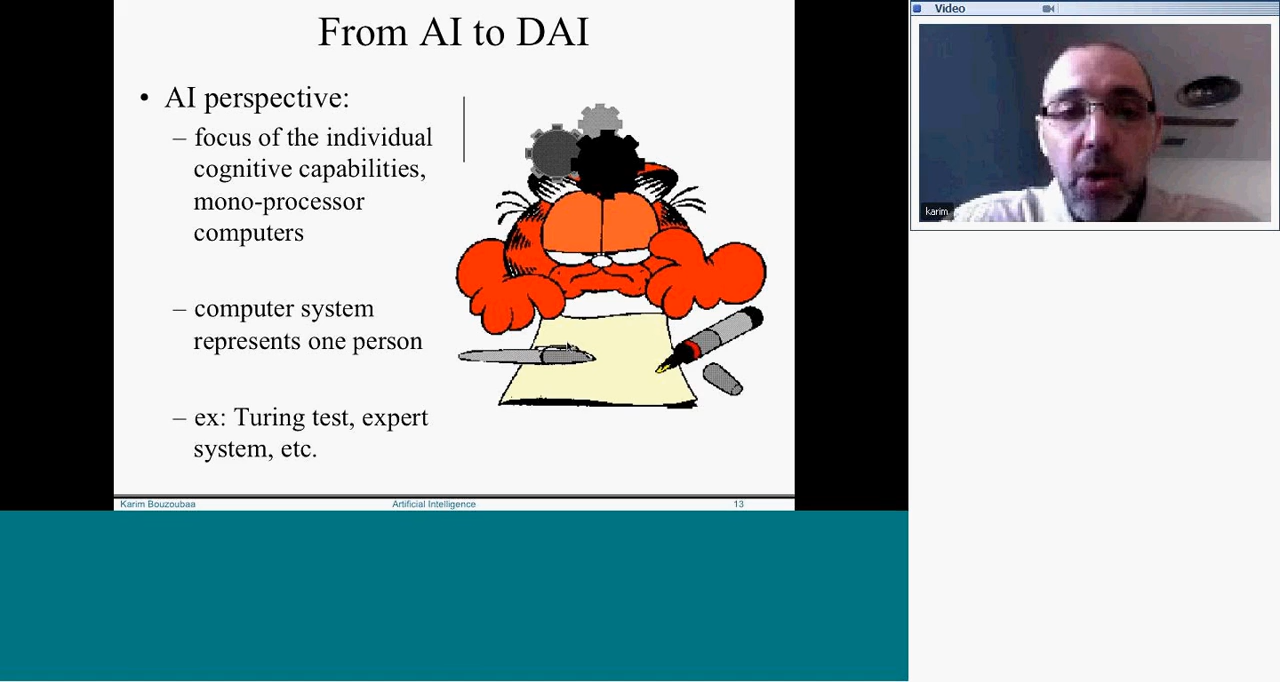 From AI to DAI
• AI perspective:
– focus of the individual
cognitive capabilities,
mono-processor
computers
– computer system
represents one person
– ex: Turing test, expert
system, etc.
Karim Bouzoubaa Artificial Intelligence 13
Video
karim